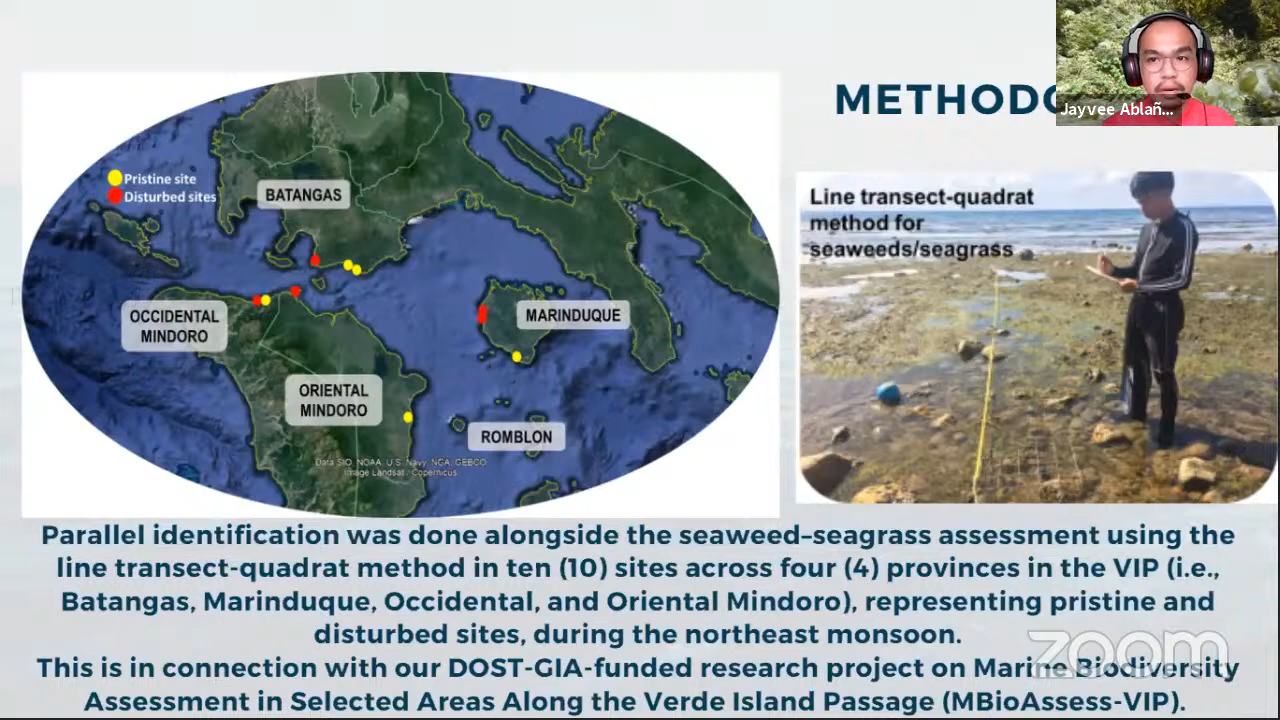 METHODO
Jayvee Ablañ...
Pristine site
Disturbed sites
BATANGAS
OCCIDENTAL
MINDORO
MARINDUQUE
ORIENTAL
MINDORO
ROMBLON
Data SIO, NOAA, U.S. Navy, NGA, GEBCO
Image Landsat / Copernicus
Line transect-quadrat
method for
seaweeds/seagrass
Parallel identification was done alongside the seaweed–seagrass assessment using the
line transect-quadrat method in ten (10) sites across four (4) provinces in the VIP (i.e.,
Batangas, Marinduque, Occidental, and Oriental Mindoro), representing pristine and
disturbed sites, during the northeast monsoon.
This is in connection with our DOST-GIA-funded research project on Marine Biodiversity
Assessment in Selected Areas Along the Verde Island Passage (MBioAssess-VIP).
zoom